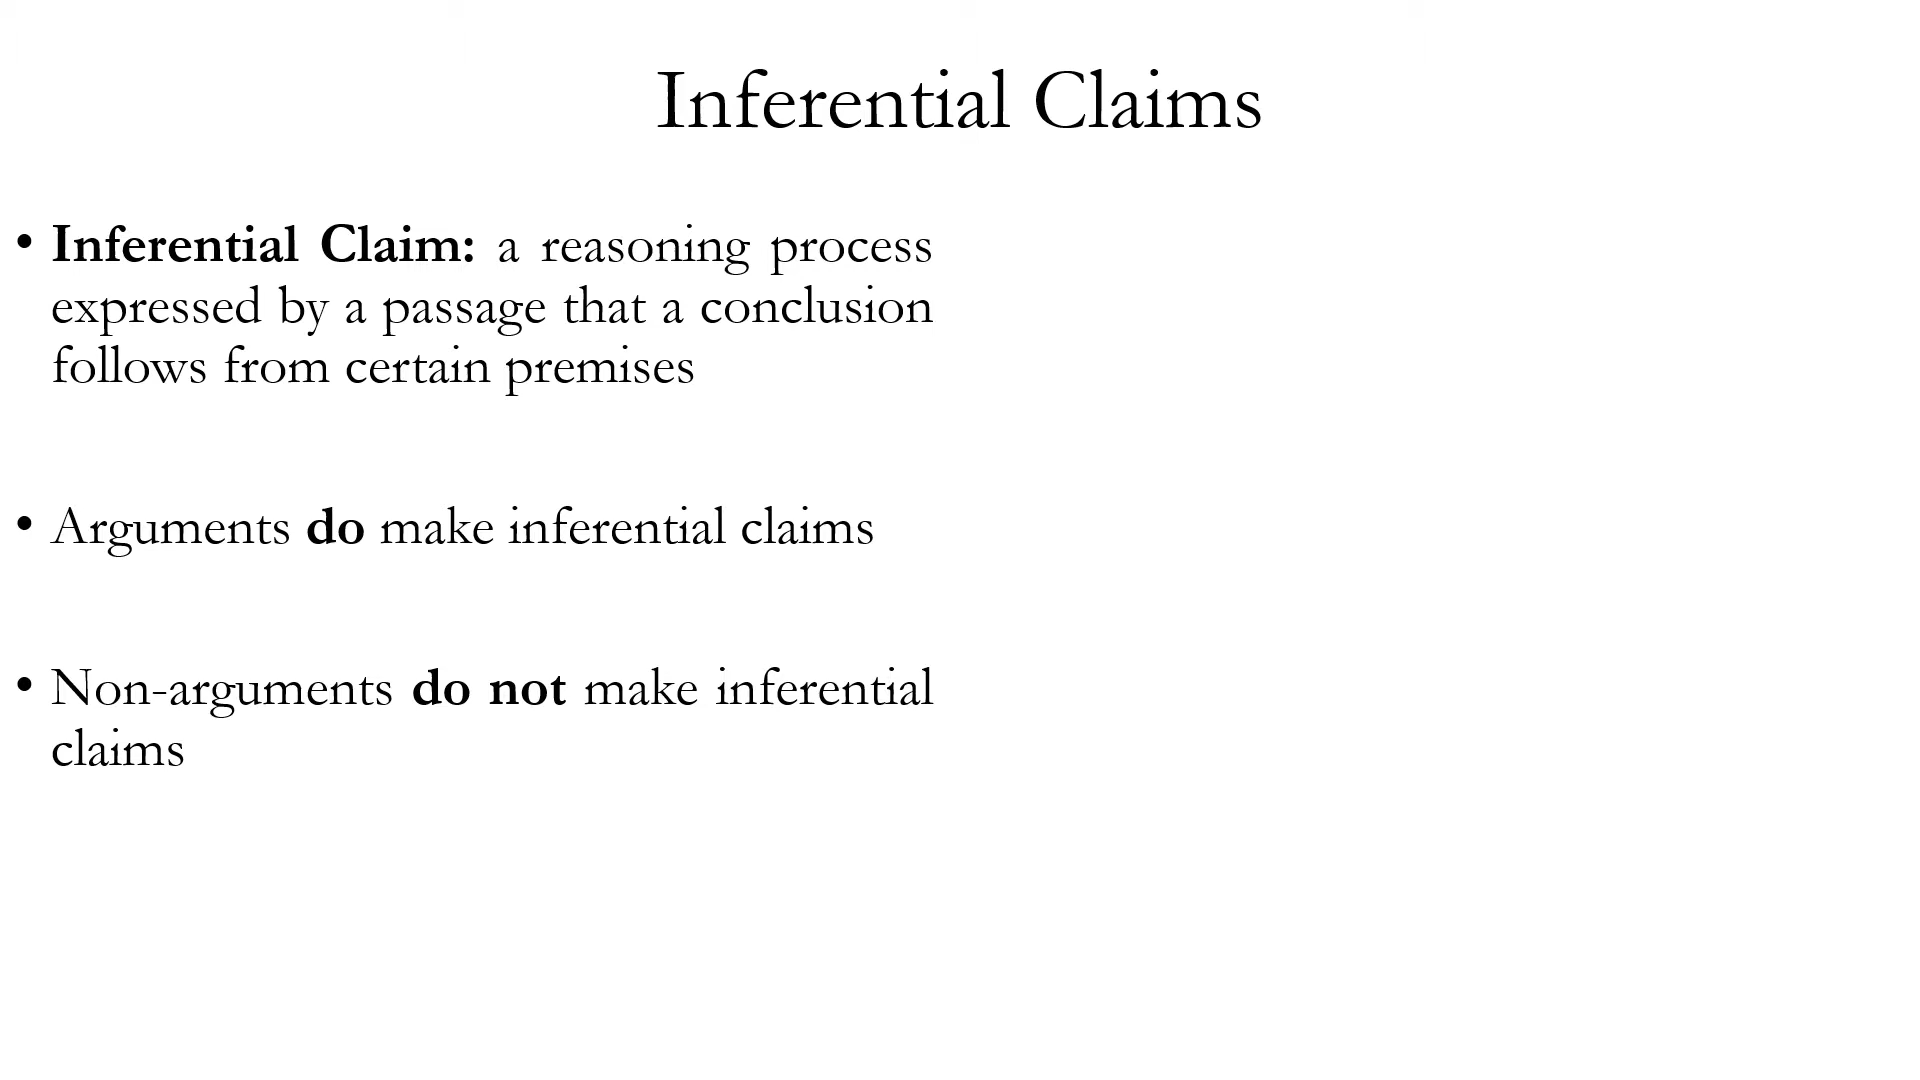 Inferential Claims
• Inferential Claim: a reasoning process
expressed by a passage that a conclusion
follows from certain premises
• Arguments do make inferential claims
• Non-arguments do not make inferential
claims